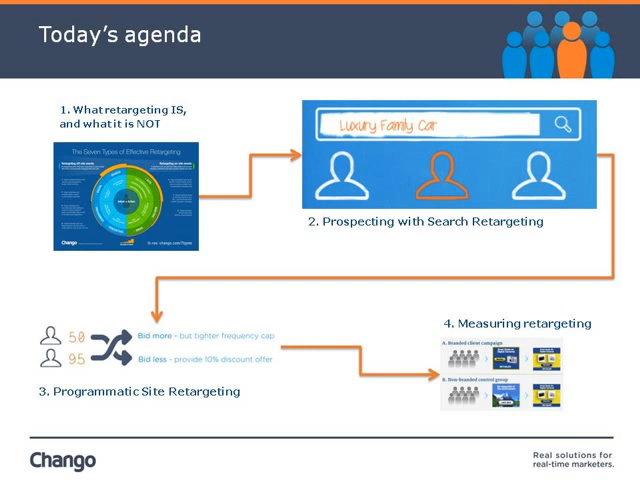 Today's agenda
1. What retargeting IS,
and what it is NOT
The Seven Types of Effective Retargeting
Chango
Luxury Family Car
2. Prospecting with Search Retargeting
5.0
Bid more - but tighter frequency cap
95
Bid less - provide 10% discount offer
3. Programmatic Site Retargeting
4. Measuring retargeting
A. Branded client campaign
B. Non-branded control group
Chango
Real solutions for
real-time marketers.